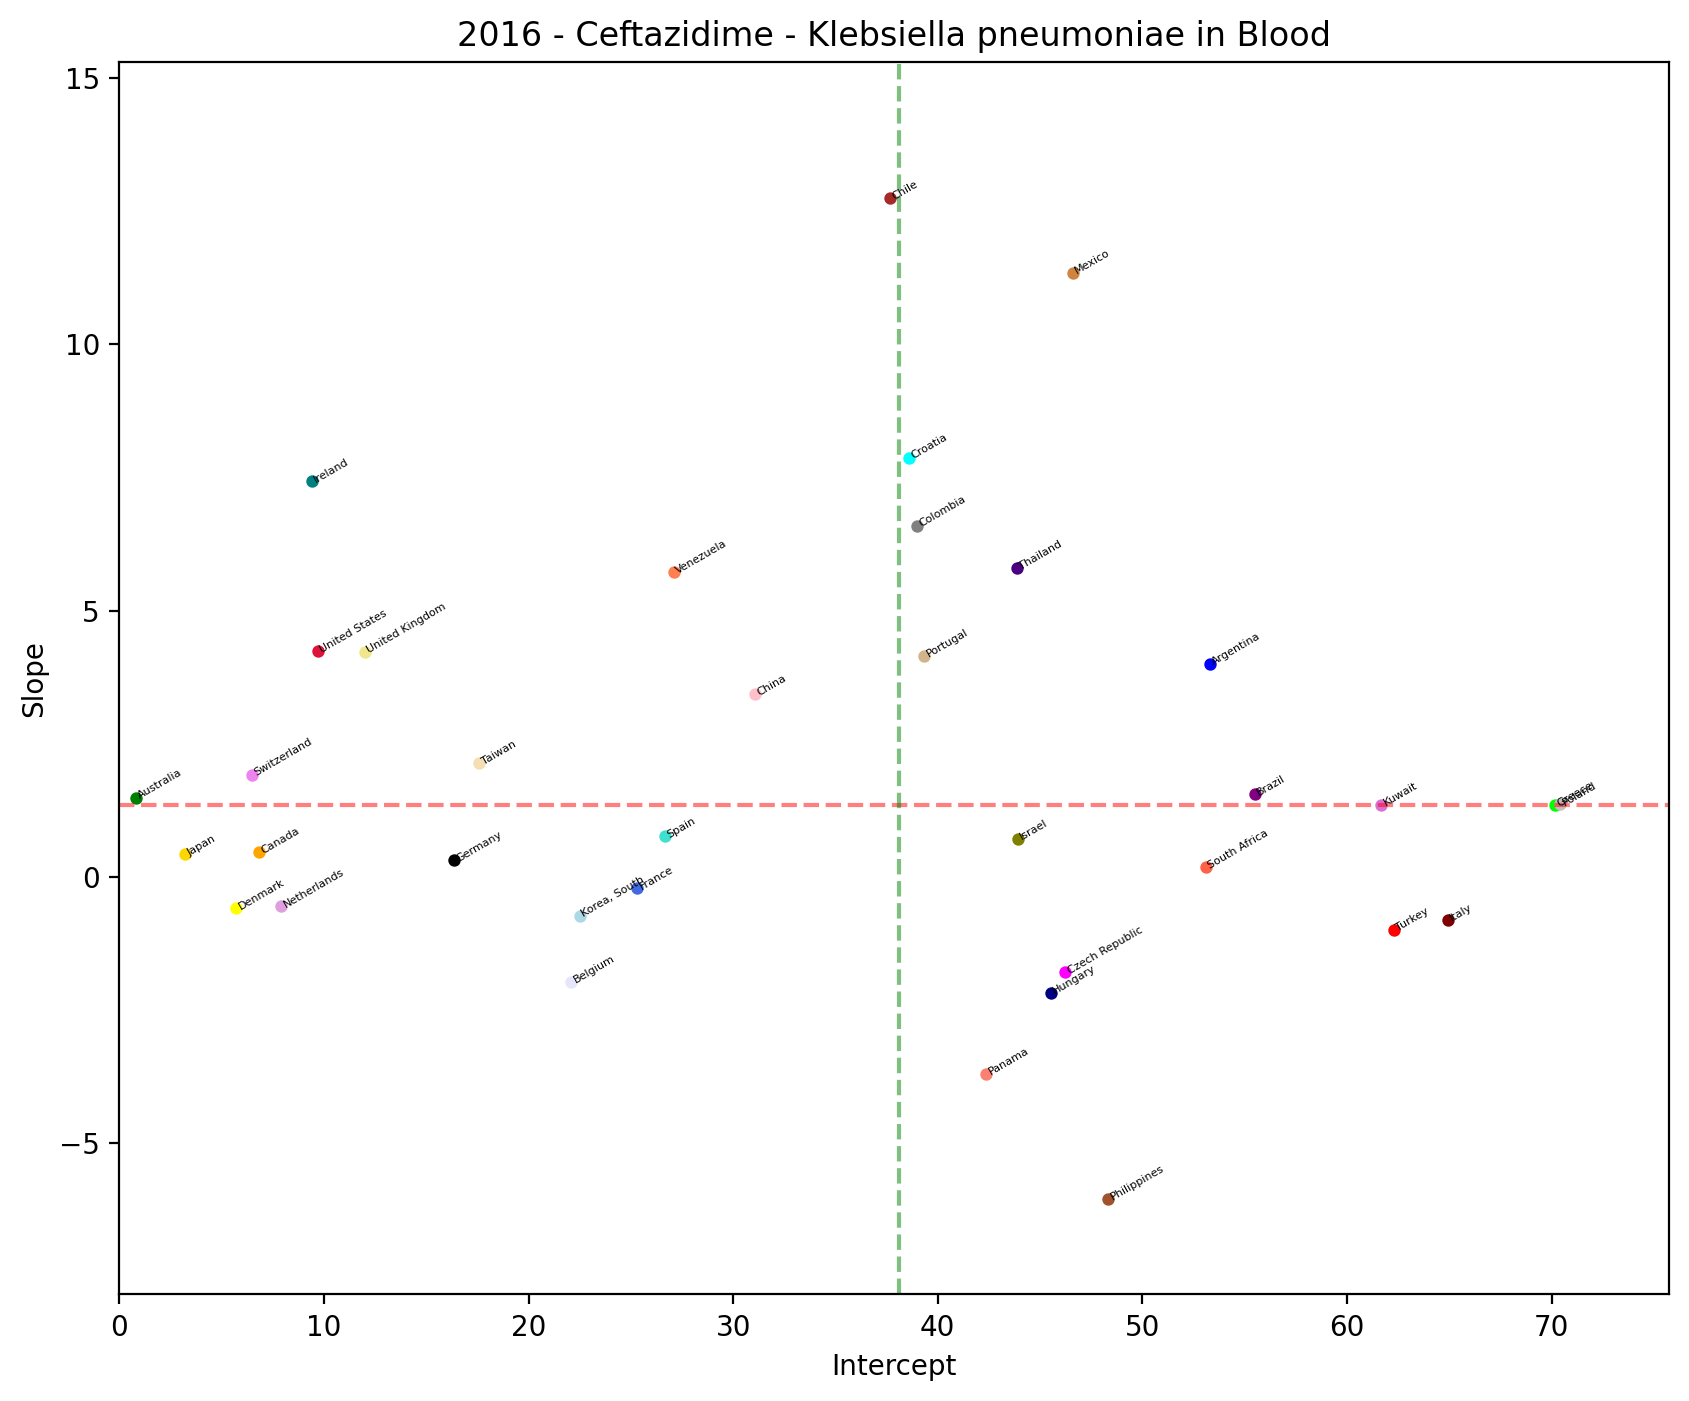 2016 - Ceftazidime - Klebsiella pneumoniae in Blood
15
10
5
0
−5
Slope
Chile
Mexico
Croatia
Ireland
Colombia
Venezuela
Thailand
United States
United Kingdom
Portugal
Argentina
China
Taiwan
Switzerland
Australia
Brazil
Kuwait
Greece
Poland
Spain
Israel
Japan
Canada
Germany
South Africa
France
Korea, South
Denmark
Netherlands
Turkey
Italy
Czech Republic
Belgium
Hungary
Panama
Philippines
0 10 20 30 40 50 60 70
Intercept